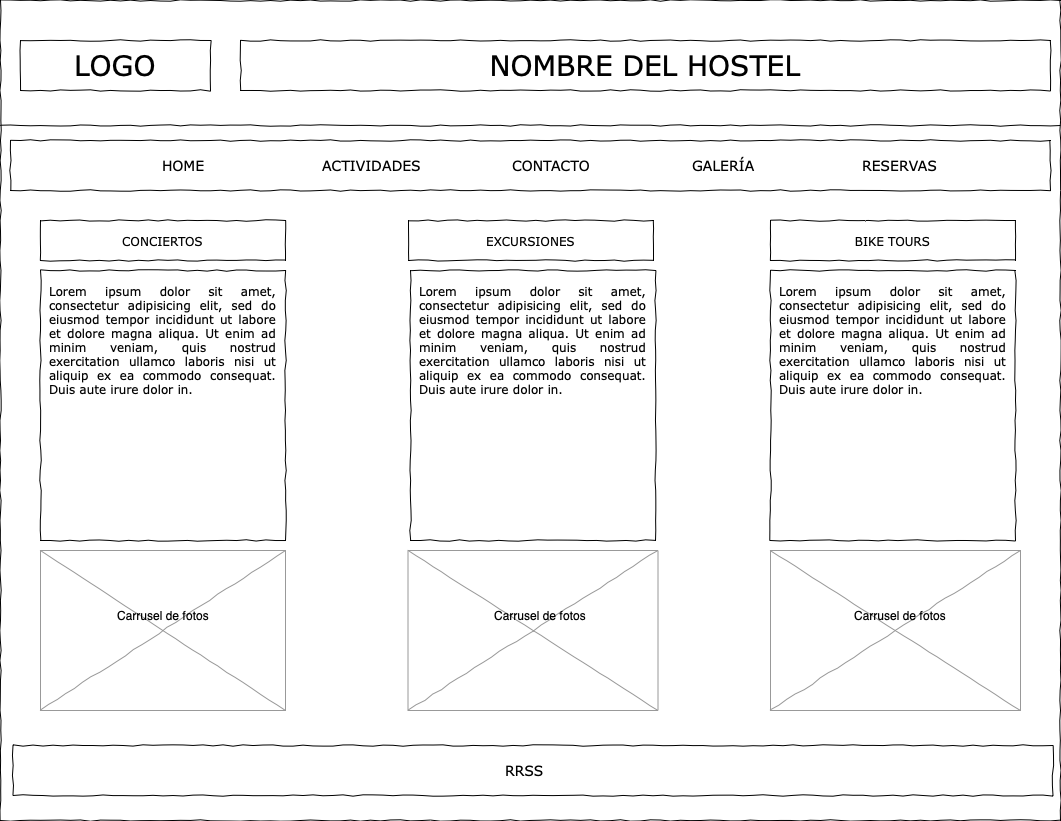 LOGO
NOMBRE DEL HOSTEL
HOME
ACTIVIDADES
CONTACTO
GALERÍA
RESERVAS
CONCIERTOS
Lorem ipsum dolor sit amet,
consectetur adipisicing elit, sed do
eiusmod tempor incididunt ut labore
et dolore magna aliqua. Ut enim ad
minim veniam, quis nostrud
exercitation ullamco laboris nisi ut
aliquip ex ea commodo consequat.
Duis aute irure dolor in.
Carrusel de fotos
EXCURSIONES
Lorem ipsum dolor sit amet,
consectetur adipisicing elit, sed do
eiusmod tempor incididunt ut labore
et dolore magna aliqua. Ut enim ad
minim veniam, quis nostrud
exercitation ullamco laboris nisi ut
aliquip ex ea commodo consequat.
Duis aute irure dolor in.
Carrusel de fotos
BIKE TOURS
Lorem ipsum dolor sit amet,
consectetur adipisicing elit, sed do
eiusmod tempor incididunt ut labore
et dolore magna aliqua. Ut enim ad
minim veniam, quis nostrud
exercitation ullamco laboris nisi ut
aliquip ex ea commodo consequat.
Duis aute irure dolor in.
Carrusel de fotos
RRSS